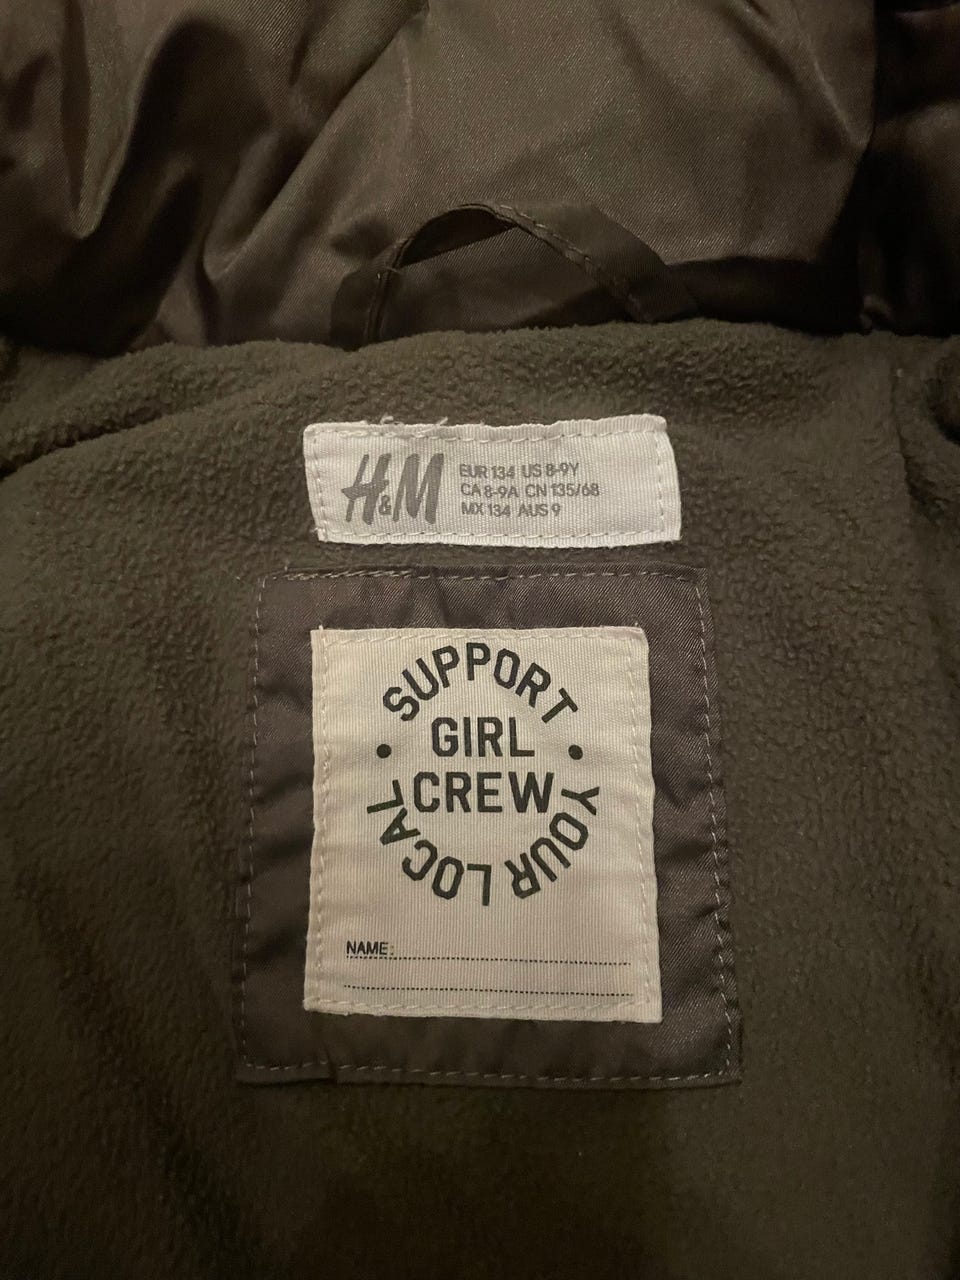 H&M
EUR 134 US 8-9Y
CA 8-9A CN 135/68
MX 134 AUS 9
SUPPORT
GIRL
CREW
YOUR LOCAL
NAME: